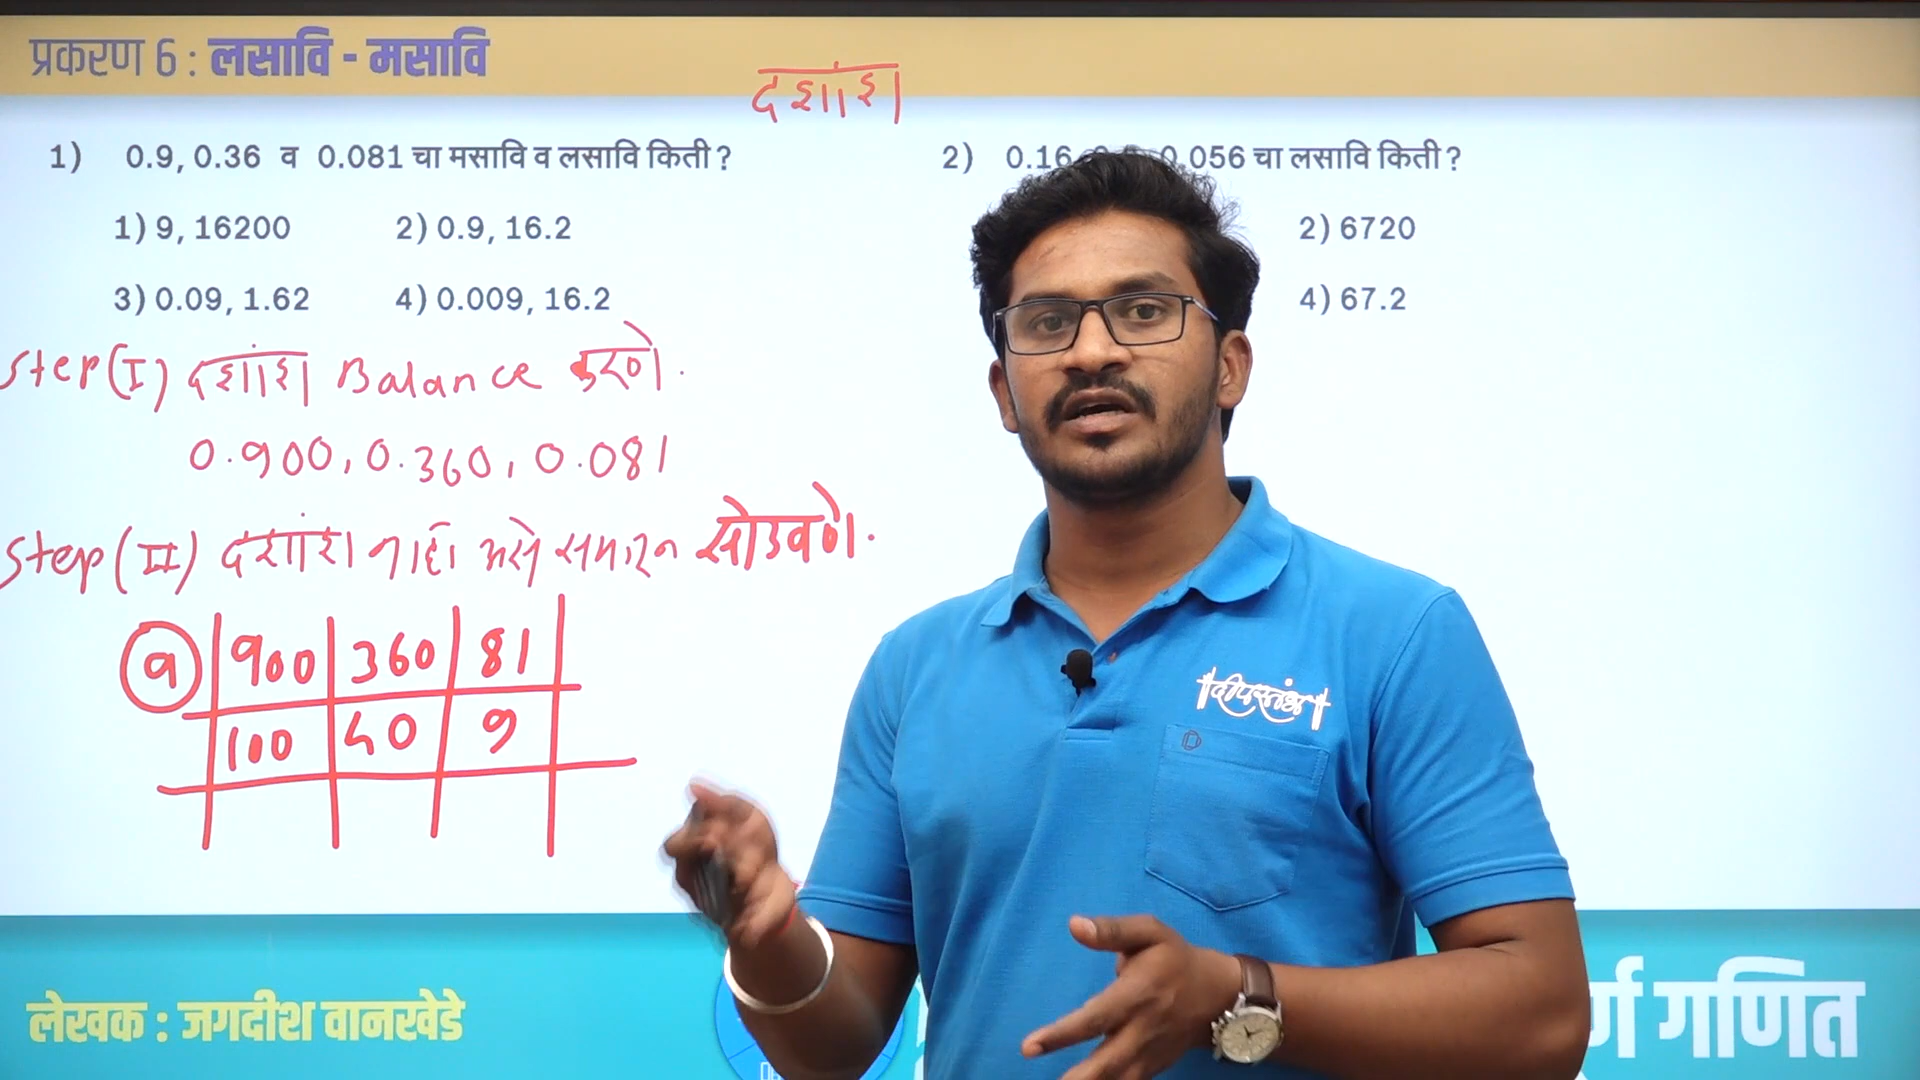 प्रकरण 6 : लसावि - मसावि
दशांश
1) 0.9, 0.36 व 0.081 चा मसावि व लसावि किती ?
1) 9, 16200 2) 0.9, 16.2
3) 0.09, 1.62 4) 0.009, 16.2
2) 0.16 0.056 चा लसावि किती ?
2) 6720
4) 67.2
Step (I) दशांश Balance करणे.
0.900, 0.360, 0.081
Step (II) दशांश नाही असे समजून सोडवणे.
9 900 360 81
100 40 9
दीपस्तंभ
लेखक : जगदीश वानखेडे
गणित